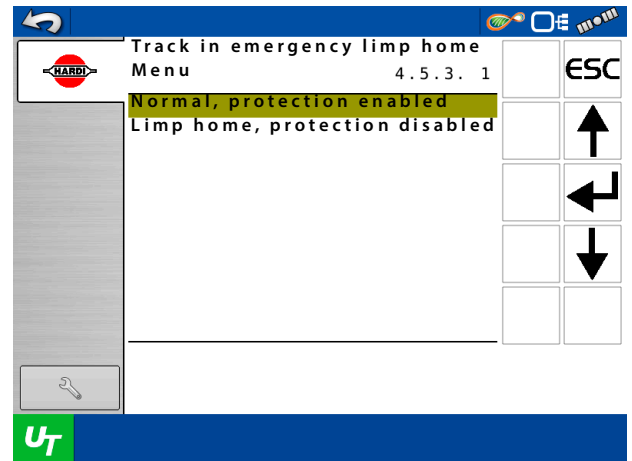 Track in emergency limp home
HARDI
Menu 4.5.3. 1
ESC
Normal, protection enabled
Limp home, protection disabled
UT